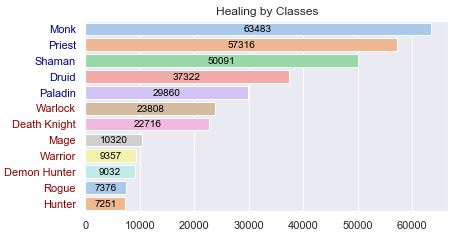 Healing by Classes
Monk 63483
Priest 57316
Shaman 50091
Druid 37322
Paladin 29860
Warlock 23808
Death Knight 22716
Mage 10320
Warrior 9357
Demon Hunter 9032
Rogue 7376
Hunter 7251
0 10000 20000 30000 40000 50000 60000